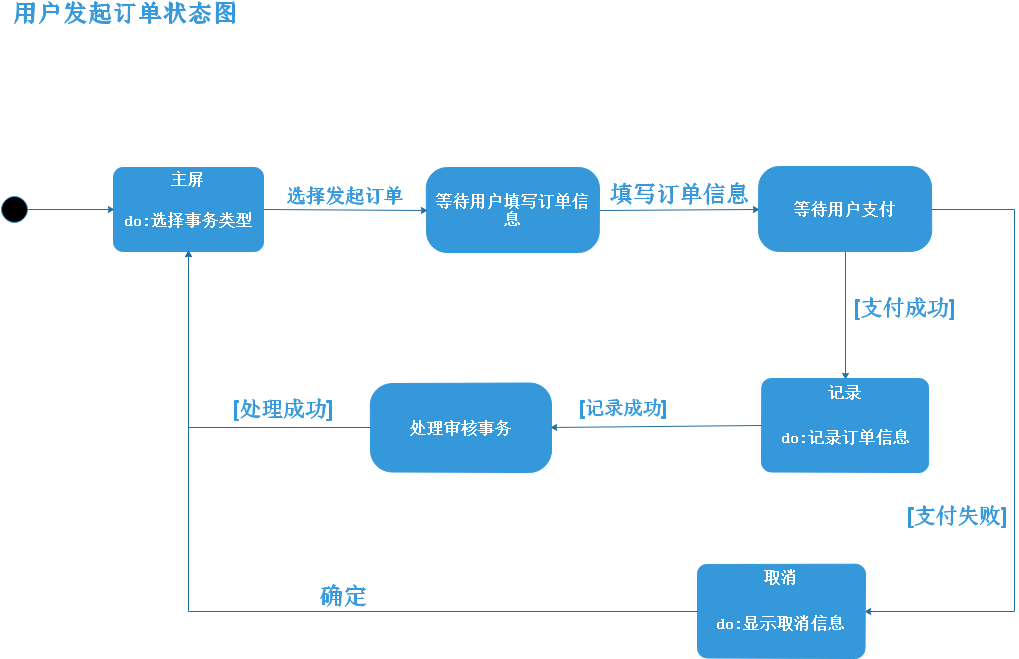 用户发起订单状态图
主屏
do:选择事务类型
选择发起订单
等待用户填写订单信
息
填写订单信息
等待用户支付
[支付成功]
记录
do:记录订单信息
[记录成功]
处理审核事务
[处理成功]
[支付失败]
取消
do:显示取消信息
确定